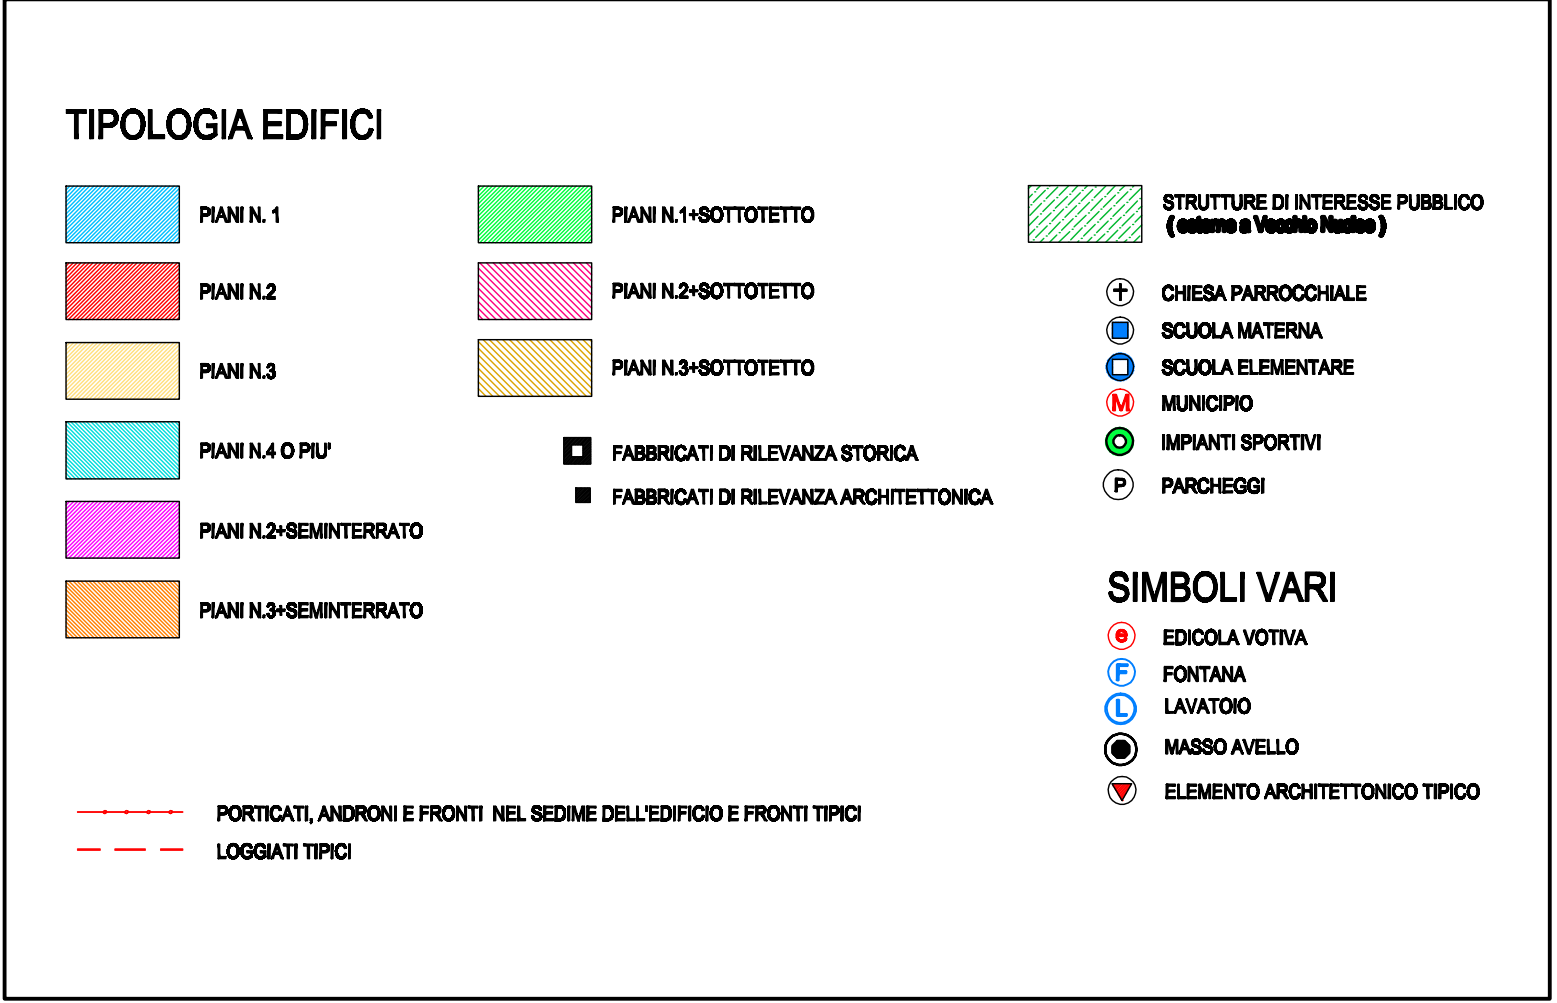 TIPOLOGIA EDIFICI
PIANI N. 1
PIANI N.2
PIANI N.3
PIANI N.4 O PIU'
PIANI N.2+SEMINTERRATO
PIANI N.3+SEMINTERRATO
PIANI N.1+SOTTOTETTO
PIANI N.2+SOTTOTETTO
PIANI N.3+SOTTOTETTO
FABBRICATI DI RILEVANZA STORICA
FABBRICATI DI RILEVANZA ARCHITETTONICA
STRUTTURE DI INTERESSE PUBBLICO
( esterne a Vecchio Nucleo )
CHIESA PARROCCHIALE
SCUOLA MATERNA
SCUOLA ELEMENTARE
M MUNICIPIO
IMPIANTI SPORTIVI
P PARCHEGGI
SIMBOLI VARI
e EDICOLA VOTIVA
F FONTANA
L LAVATOIO
MASSO AVELLO
ELEMENTO ARCHITETTONICO TIPICO
PORTICATI, ANDRONI E FRONTI NEL SEDIME DELL'EDIFICIO E FRONTI TIPICI
LOGGIATI TIPICI